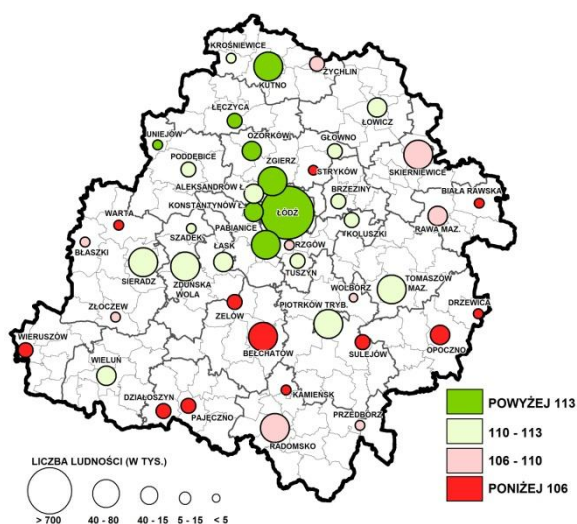 KROŚNIEWICE
KUTNO
ŻYCHLIN
ŁĘCZYCA
ŁOWICZ
UNIEJÓW
OZORKÓW
GŁOWNO
PODDĘBICE
ZGIERZ
STRYKÓW
SKIERNIEWICE
ALEKSANDRÓW Ł.
BRZEZINY
BIAŁA RAWSKA
KONSTANTYNÓW Ł.
ŁÓDŹ
WARTA
PABIANICE
KOLUSZKI
RAWA MAZ.
SZADEK
RZGÓW
BŁASZKI
ŁASK
TUSZYN
SIERADZ
ZDUŃSKA
WOLA
WOLBÓRZ
TOMASZÓW
MAZ.
ZŁOCZEW
ZELÓW
PIOTRKÓW TRYB.
DRZEWICA
WIERUSZÓW
BEŁCHATÓW
SULEJÓW
OPOCZNO
WIELUŃ
DZIAŁOSZYN
PAJĘCZNO
KAMIEŃSK
PRZEDBÓRZ
RADOMSKO
POWYŻEJ 113
110 - 113
106 - 110
PONIŻEJ 106
LICZBA LUDNOŚCI (W TYS.)
> 700 40 - 80 40 - 15 5 - 15 < 5